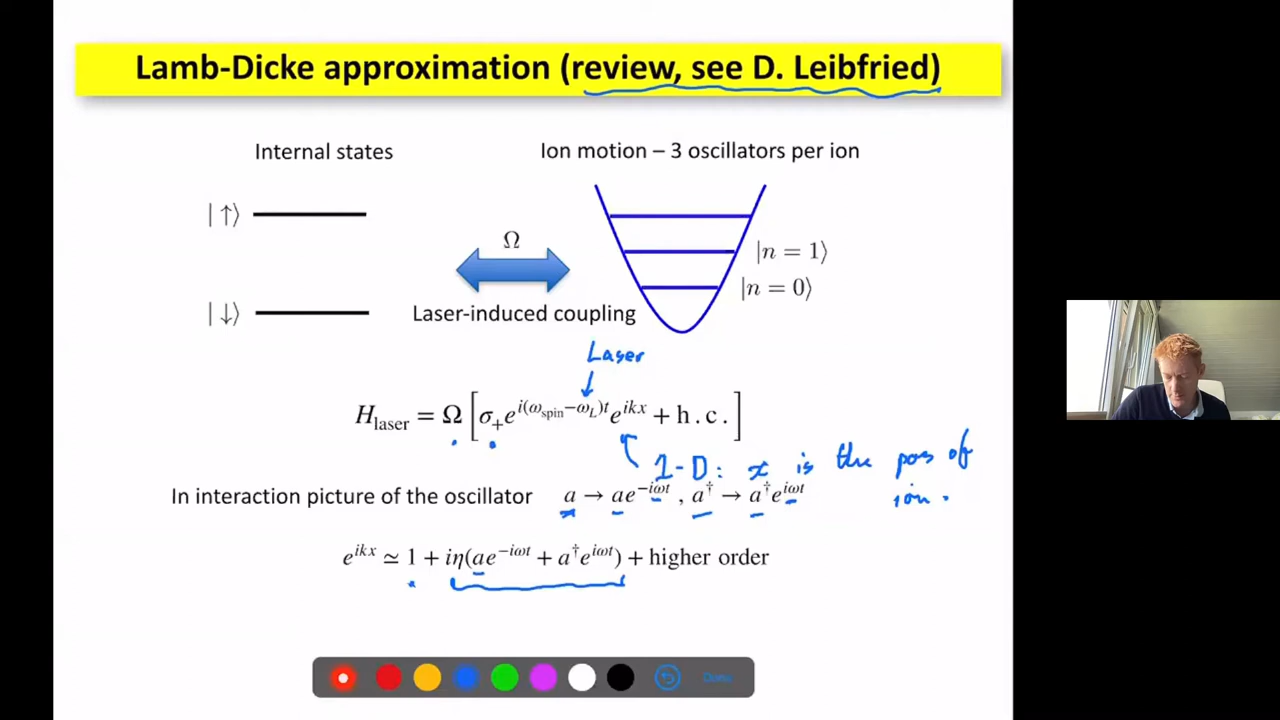 Lamb-Dicke approximation (review, see D. Leibfried)
Internal states
Ion motion – 3 oscillators per ion
|↑⟩
Ω
|n = 1⟩
|n = 0⟩
|↓⟩
Laser-induced coupling
Laser
H_laser = Ω [σ₊e^{i(ω_spin−ω_L)t}e^{ikx} + h.c.]
1-D: x is the pos of
ion.
In interaction picture of the oscillator a → ae^{−iωt}, a† → a†e^{iωt}
e^{ikx} ≃ 1 + iη(ae^{−iωt} + a†e^{iωt}) + higher order
Done